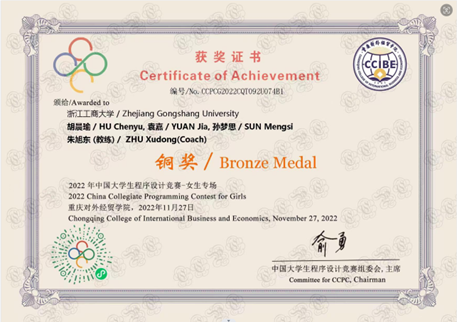 获奖证书
CCIBE
Certificate of Achievement
编号/No.CCPCG2022CQT092U074B1
颁给/Awarded to
浙江工商大学 / Zhejiang Gongshang University
胡晨瑜 / HU Chenyu, 袁嘉 / YUAN Jia, 孙梦思 / SUN Mengsi
朱旭东 (教练) / ZHU Xudong(Coach)
铜奖 / Bronze Medal
2022 年中国大学生程序设计竞赛-女生专场
2022 China Collegiate Programming Contest for Girls
重庆对外经贸学院, 2022年11月27日
Chongqing College of International Business and Economics, November 27, 2022
俞勇
中国大学生程序设计竞赛组委会, 主席
Committee for CCPC, Chairman